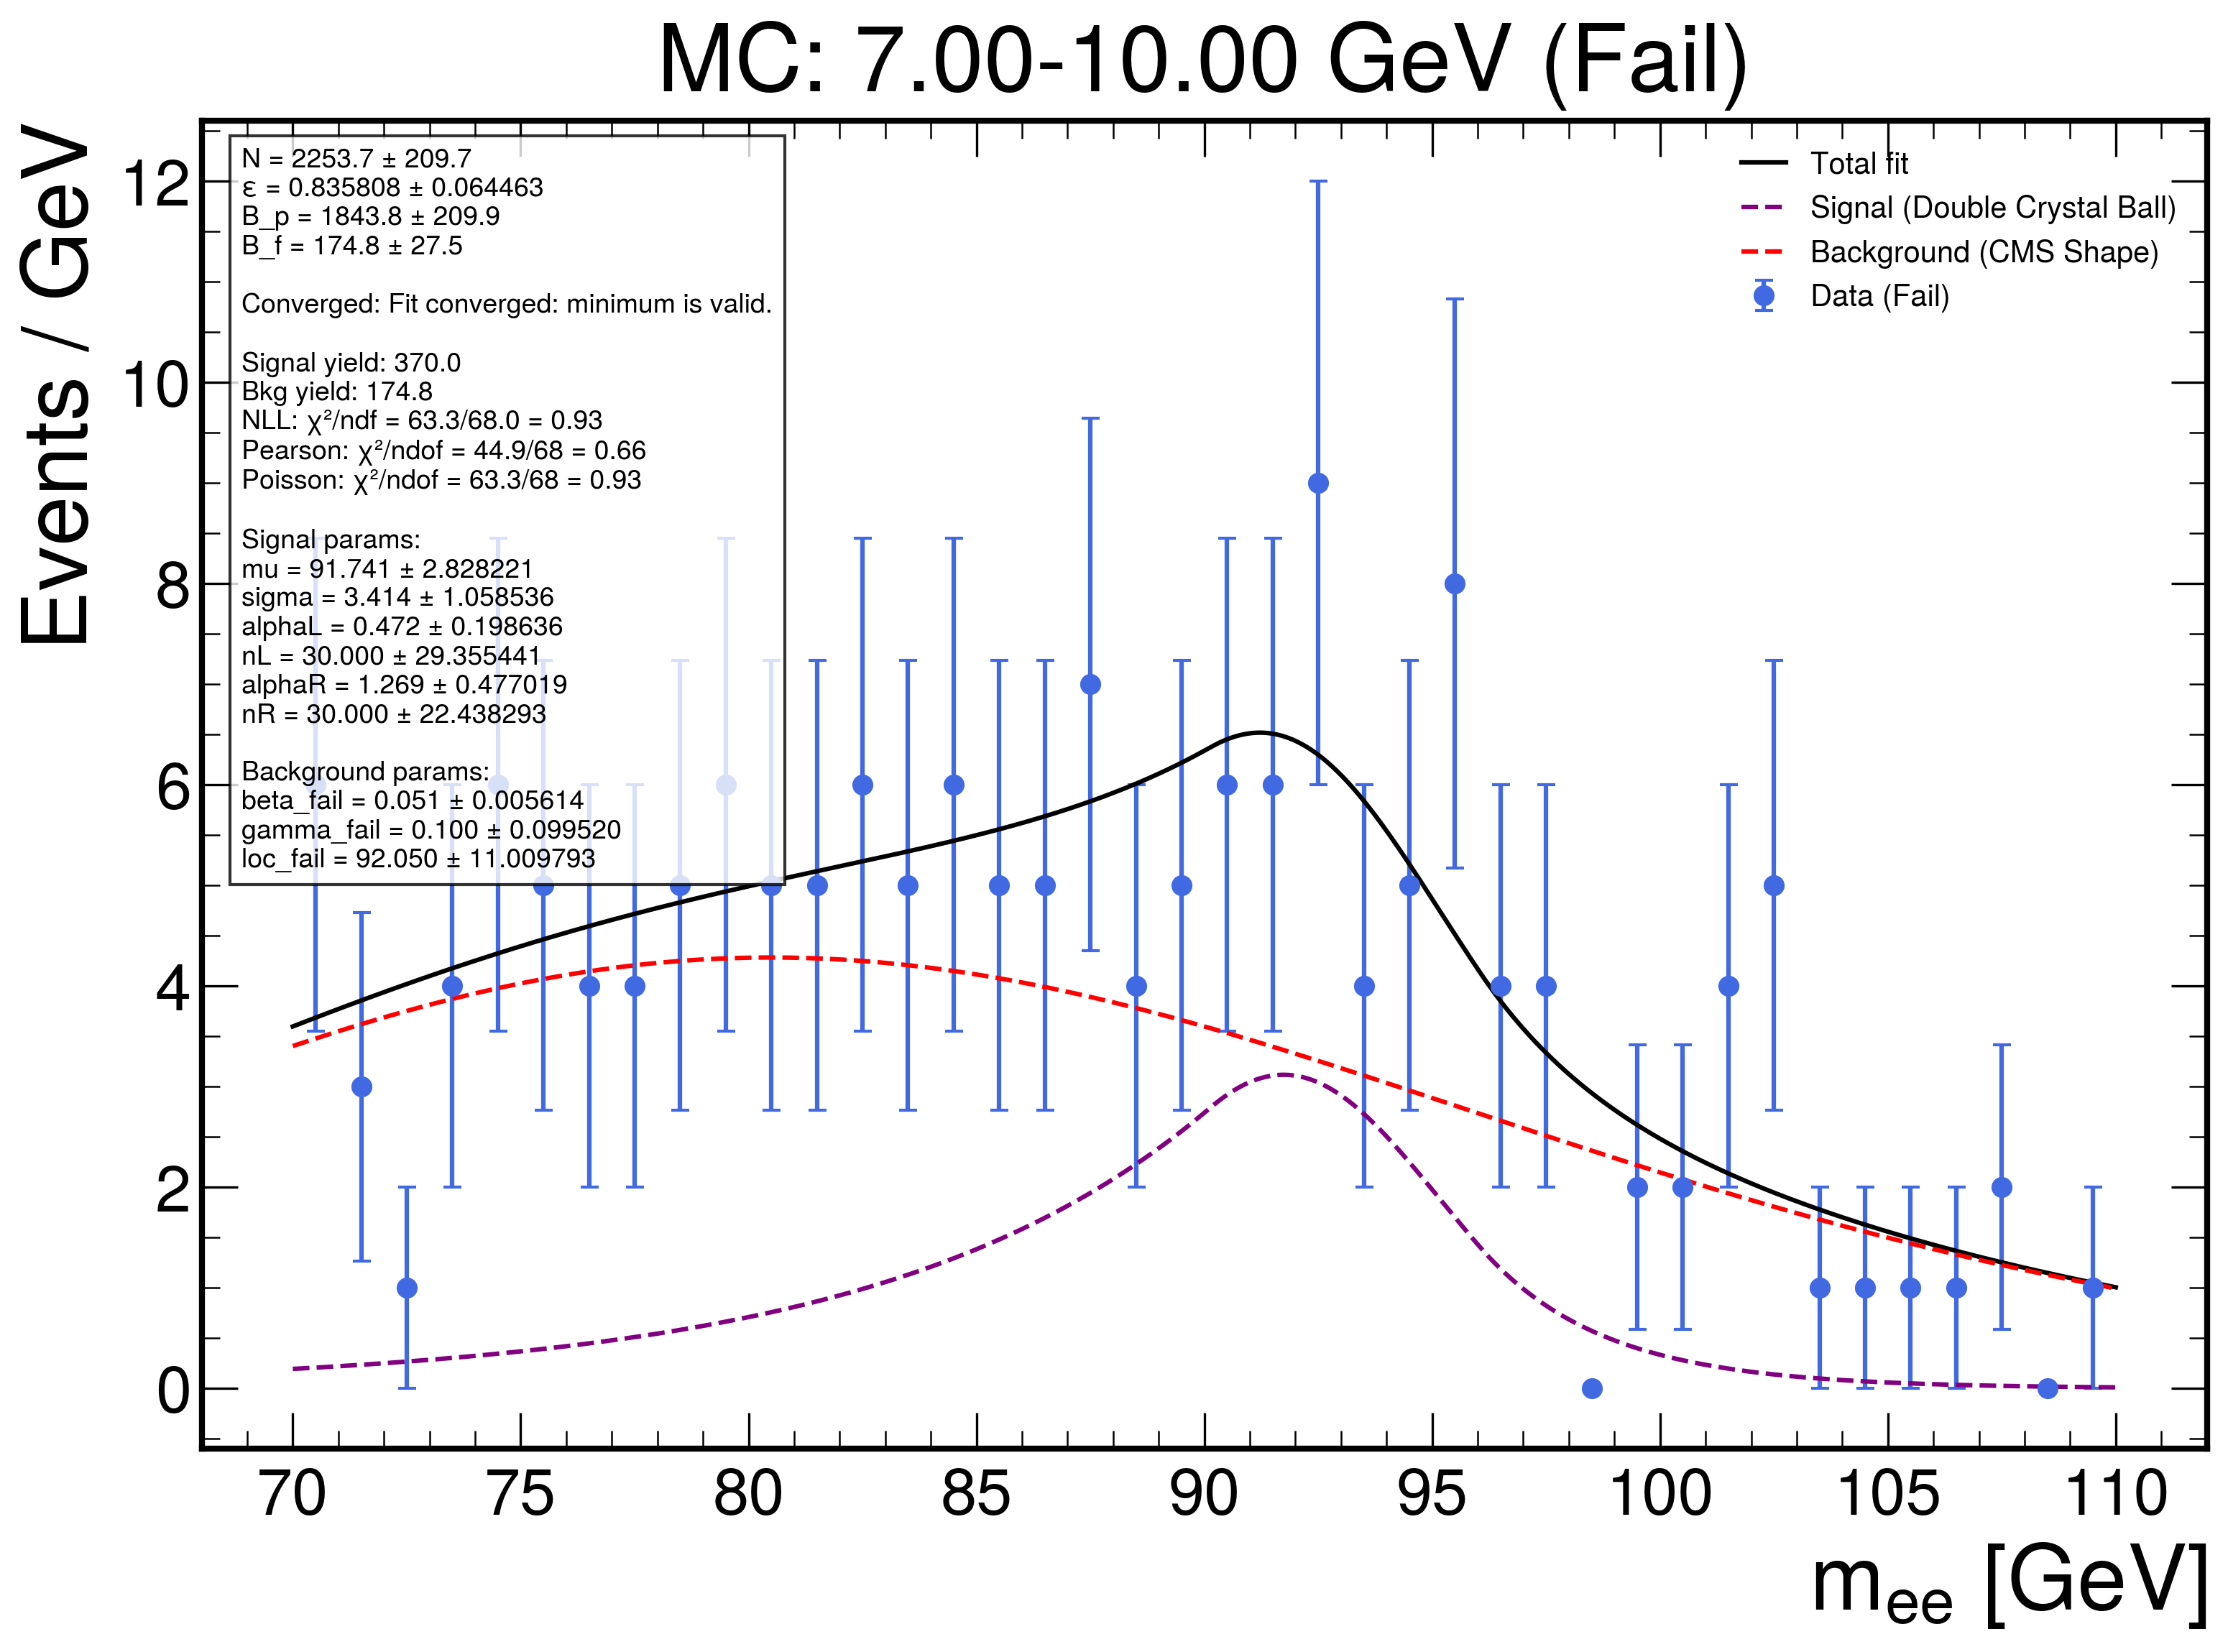 MC: 7.00-10.00 GeV (Fail)
Events / GeV
12
10
8
6
4
2
0
N = 2253.7 ± 209.7
ε = 0.835808 ± 0.064463
B_p = 1843.8 ± 209.9
B_f = 174.8 ± 27.5
Converged: Fit converged: minimum is valid.
Signal yield: 370.0
Bkg yield: 174.8
NLL: χ²/ndf = 63.3/68.0 = 0.93
Pearson: χ²/ndof = 44.9/68 = 0.66
Poisson: χ²/ndof = 63.3/68 = 0.93
Signal params:
mu = 91.741 ± 2.828221
sigma = 3.414 ± 1.058536
alphaL = 0.472 ± 0.198636
nL = 30.000 ± 29.355441
alphaR = 1.269 ± 0.477019
nR = 30.000 ± 22.438293
Background params:
beta_fail = 0.051 ± 0.005614
gamma_fail = 0.100 ± 0.099520
loc_fail = 92.050 ± 11.009793
Total fit
Signal (Double Crystal Ball)
Background (CMS Shape)
Data (Fail)
70 75 80 85 90 95 100 105 110
m_ee [GeV]